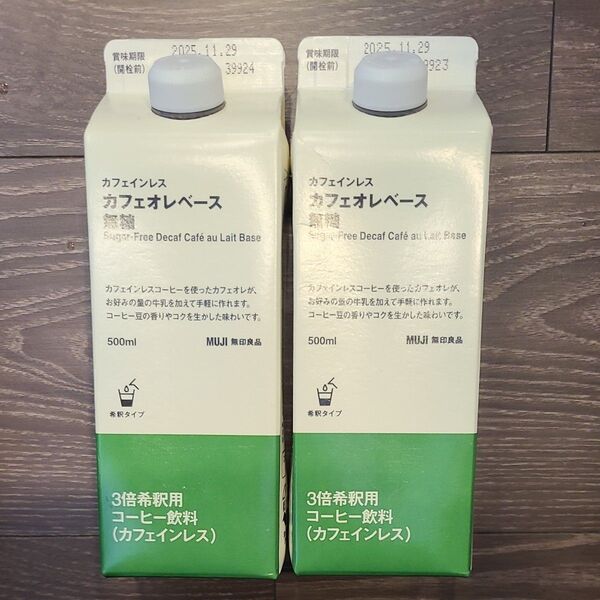 賞味期限 2025.11.29
(開栓前) 39924
カフェインレス
カフェオレベース
無糖
Sugar-Free Decaf Café au Lait Base
カフェインレスコーヒーを使ったカフェオレが、
お好みの量の牛乳を加えて手軽に作れます。
コーヒー豆の香りやコクを生かした味わいです。
500ml MUJI 無印良品
希釈タイプ
3倍希釈用
コーヒー飲料
(カフェインレス)
賞味期限 2025.11.29
(開栓前) 39923
カフェインレス
カフェオレベース
無糖
Sugar-Free Decaf Café au Lait Base
カフェインレスコーヒーを使ったカフェオレが、
お好みの量の牛乳を加えて手軽に作れます。
コーヒー豆の香りやコクを生かした味わいです。
500ml MUJI 無印良品
希釈タイプ
3倍希釈用
コーヒー飲料
(カフェインレス)